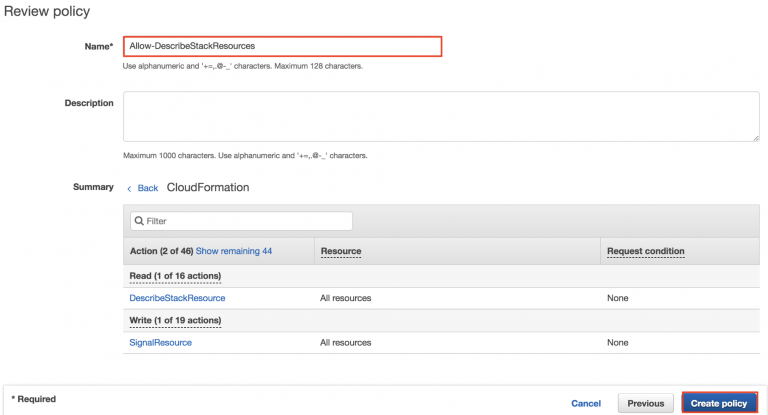 Review policy
Name* Allow-DescribeStackResources
Use alphanumeric and '+=,.@-_' characters. Maximum 128 characters.
Description
Maximum 1000 characters. Use alphanumeric and '+=,.@-_' characters.
Summary ‹ Back CloudFormation
Filter
Action (2 of 46) Show remaining 44 Resource Request condition
Read (1 of 16 actions)
DescribeStackResource All resources None
Write (1 of 19 actions)
SignalResource All resources None
* Required Cancel Previous Create policy